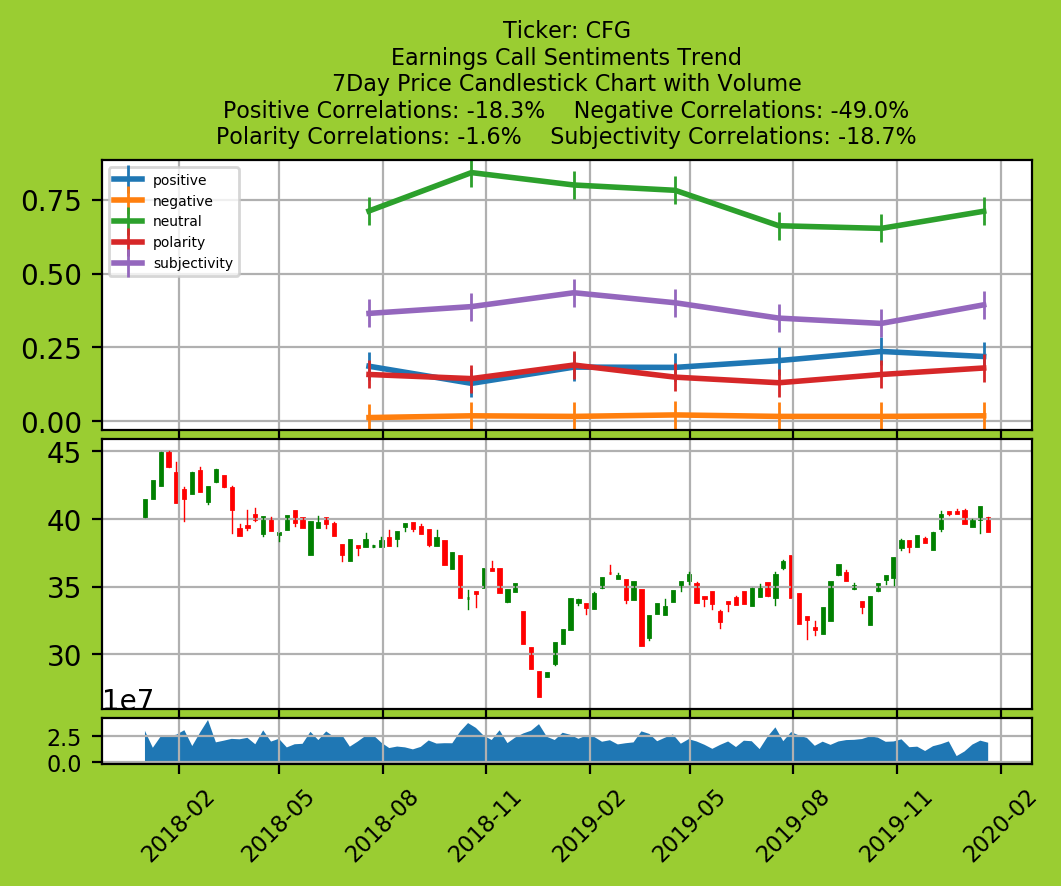 Ticker: CFG
Earnings Call Sentiments Trend
7Day Price Candlestick Chart with Volume
Positive Correlations: -18.3%    Negative Correlations: -49.0%
Polarity Correlations: -1.6%    Subjectivity Correlations: -18.7%
positive
negative
neutral
polarity
subjectivity
0.75
0.50
0.25
0.00
45
40
35
30
1e7
2.5
0.0
2018-02 2018-05 2018-08 2018-11 2019-02 2019-05 2019-08 2019-11 2020-02